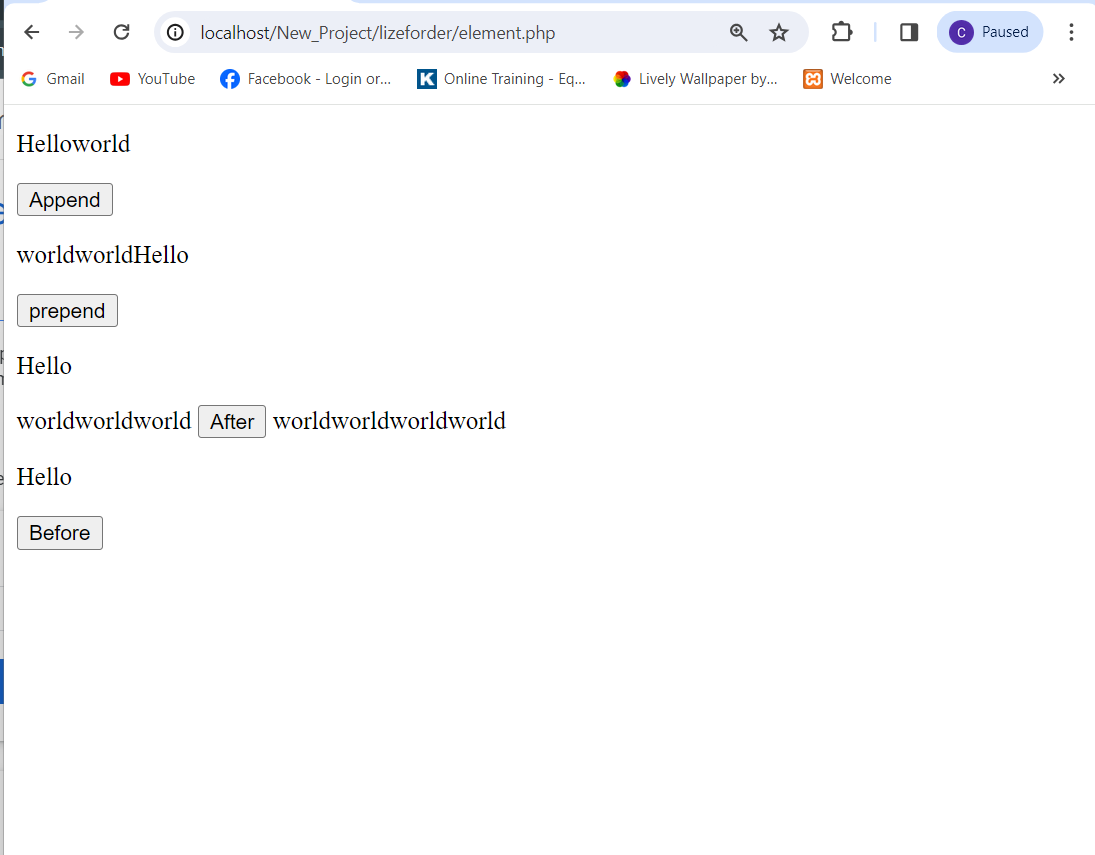 localhost/New_Project/lizeforder/element.php
C Paused
Gmail YouTube Facebook - Login or... Online Training - Eq... Lively Wallpaper by... Welcome
Helloworld
Append
worldworldHello
prepend
Hello
worldworldworld After worldworldworldworld
Hello
Before